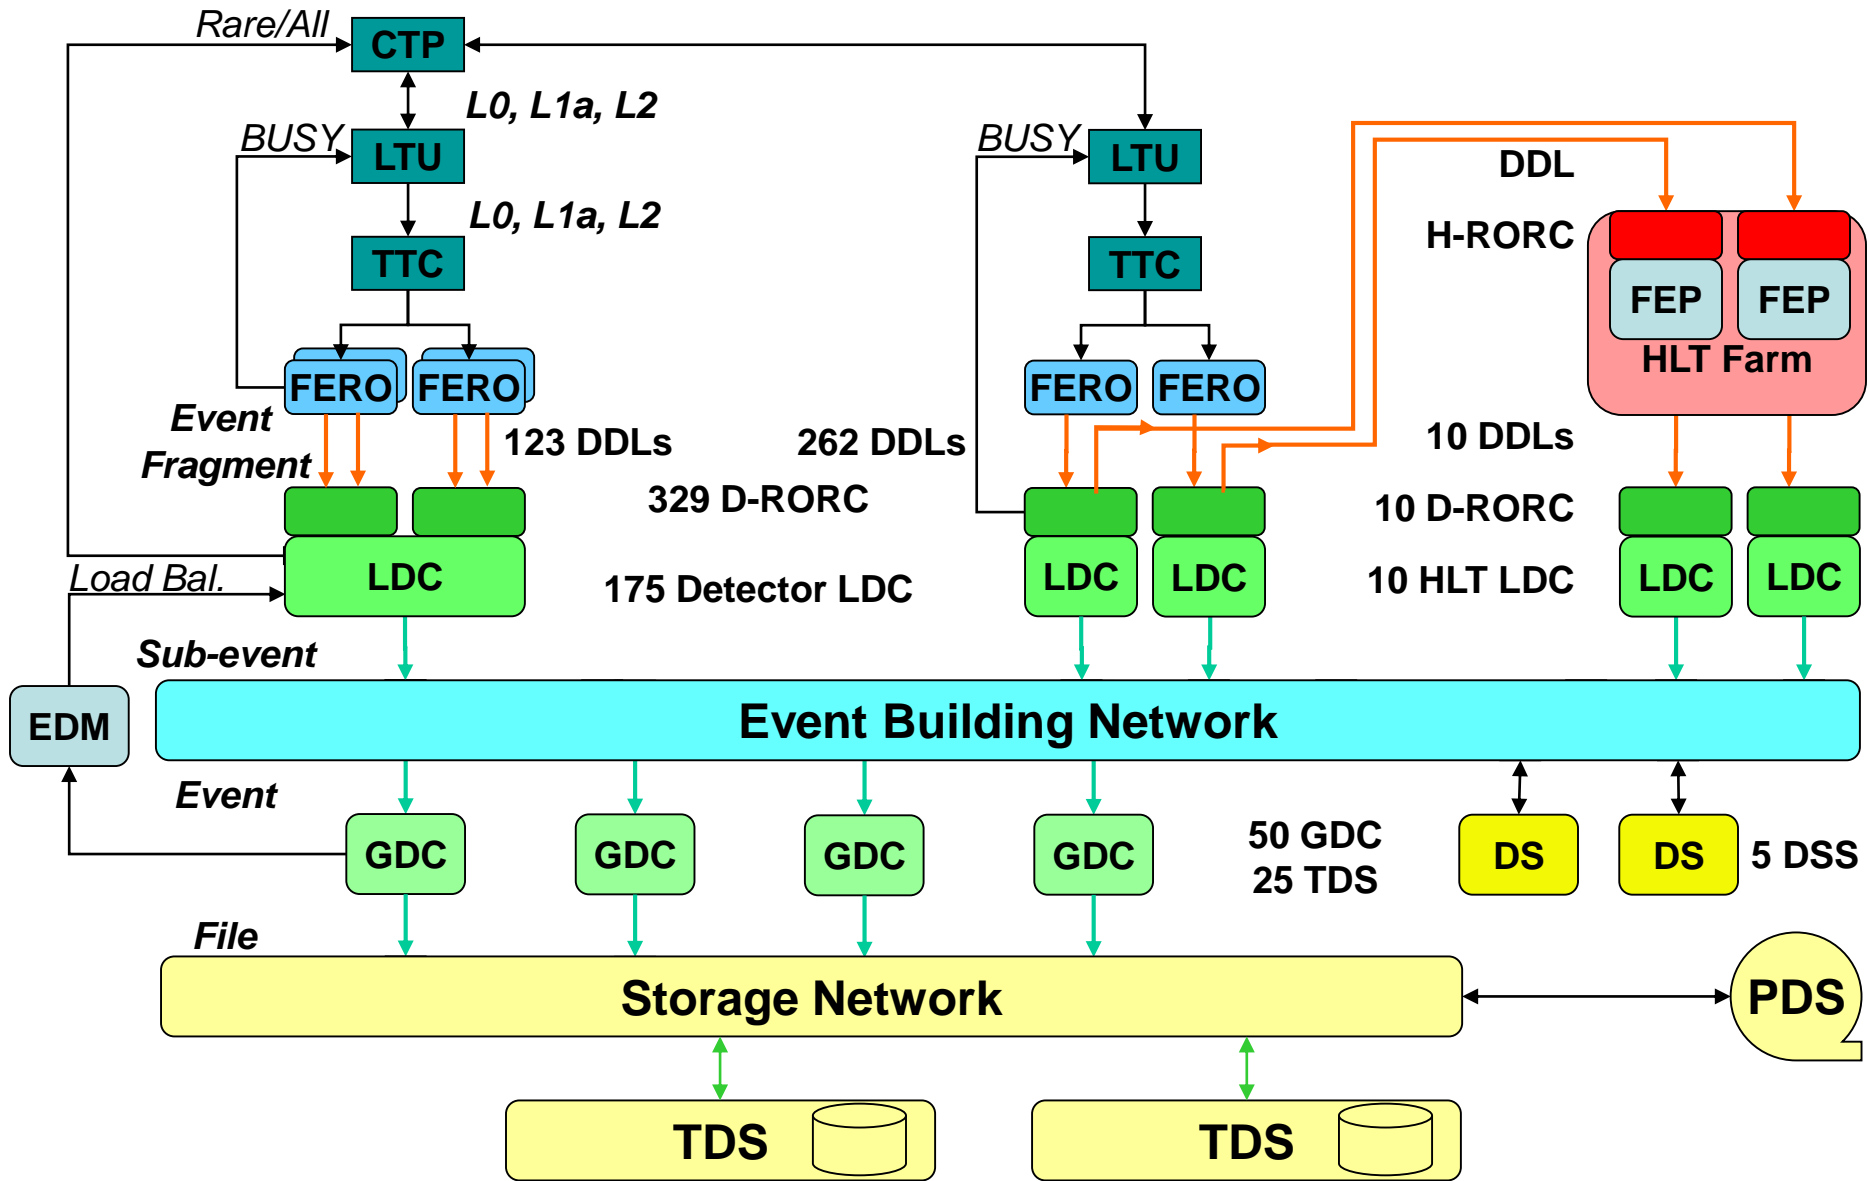 Rare/All
CTP
L0, L1a, L2
BUSY
LTU
BUSY
LTU
DDL
L0, L1a, L2
H-RORC
TTC
TTC
FEP
FEP
HLT Farm
FERO
FERO
FERO
FERO
Event
Fragment
123 DDLs
262 DDLs
10 DDLs
329 D-RORC
10 D-RORC
Load Bal.
LDC
175 Detector LDC
LDC
LDC
10 HLT LDC
LDC
LDC
Sub-event
EDM
Event Building Network
Event
GDC
GDC
GDC
GDC
50 GDC
25 TDS
DS
DS
5 DSS
File
Storage Network
PDS
TDS
TDS